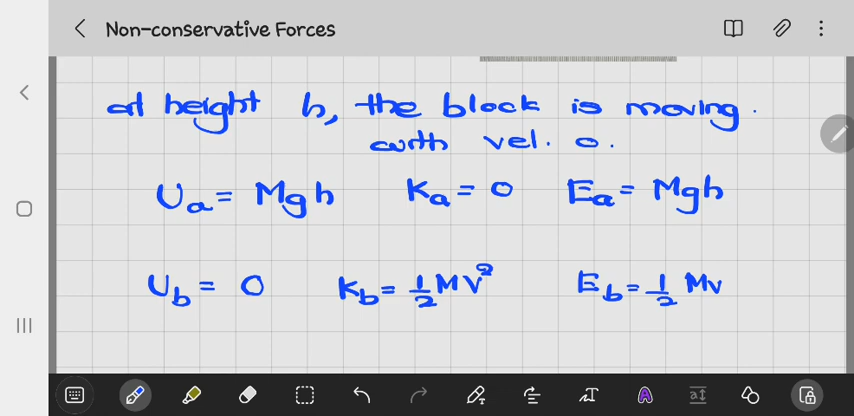 Non-conservative Forces
at height h, the block is moving.
with vel. 0.
Ua = Mgh Ka = 0 Ea = Mgh
Ub = 0 Kb = 1/2 MV² Eb = 1/2 Mv